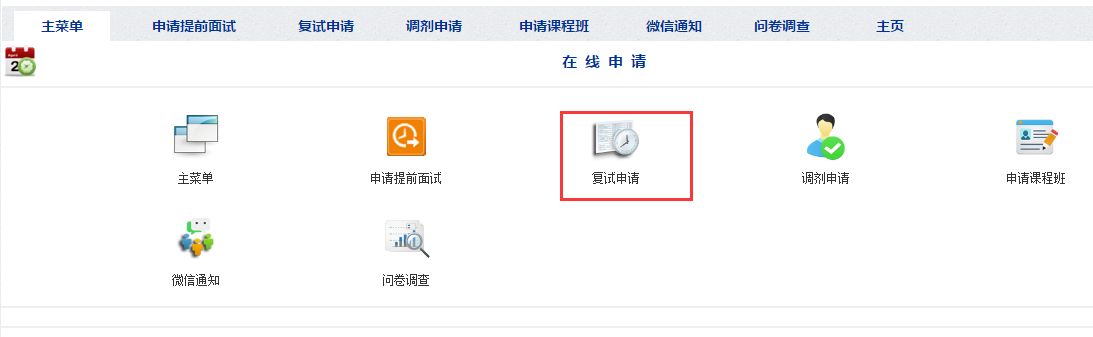 主菜单 申请提前面试 复试申请 调剂申请 申请课程班 微信通知 问卷调查 主页
在 线 申 请
主菜单 申请提前面试 复试申请 调剂申请 申请课程班
微信通知 问卷调查